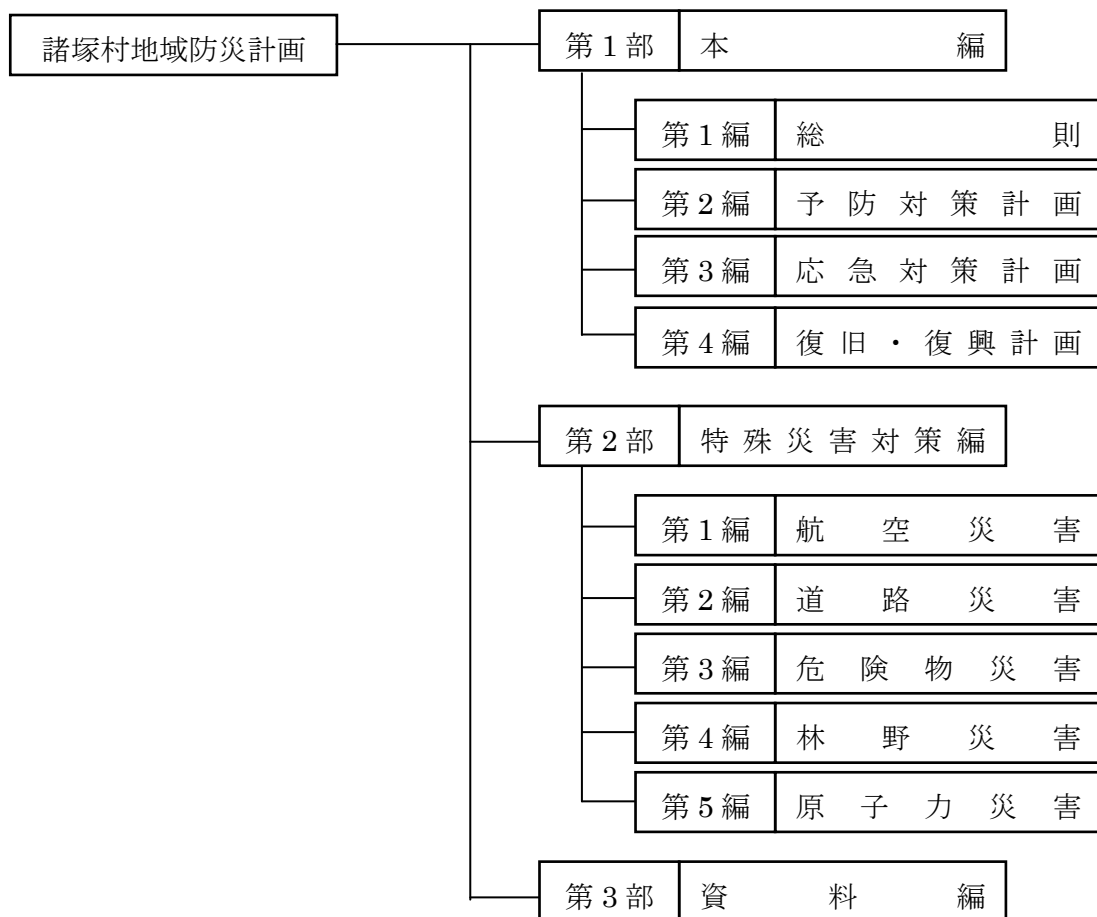 諸塚村地域防災計画
第1部 本編
第1編 総則
第2編 予防対策計画
第3編 応急対策計画
第4編 復旧・復興計画
第2部 特殊災害対策編
第1編 航空災害
第2編 道路災害
第3編 危険物災害
第4編 林野災害
第5編 原子力災害
第3部 資料編